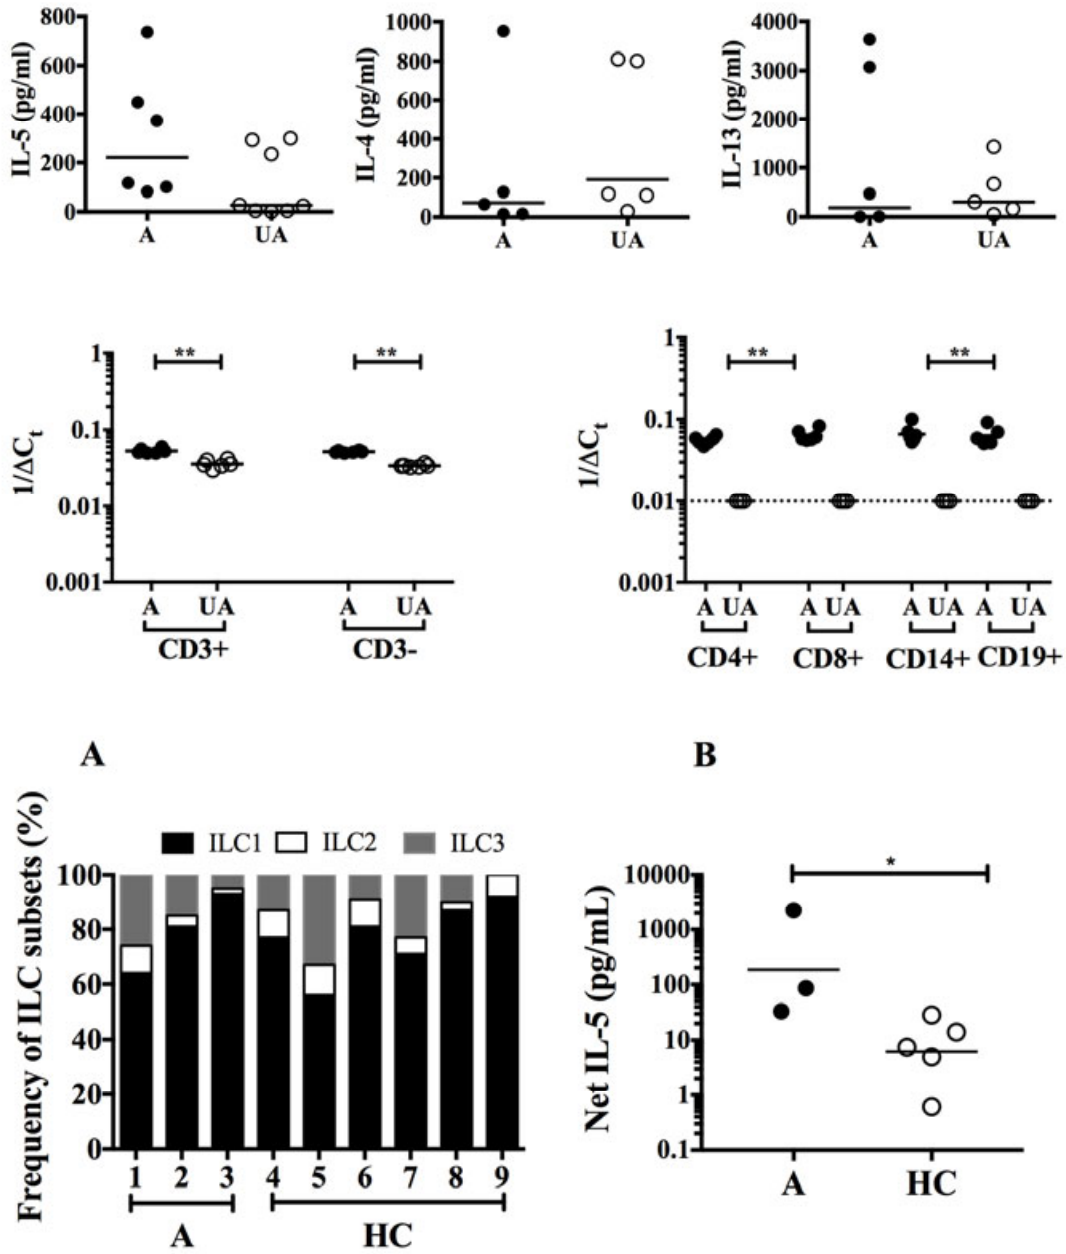 IL-5 (pg/ml)
800
600
400
200
0
A UA
IL-4 (pg/ml)
1000
800
600
400
200
0
A UA
IL-13 (pg/ml)
4000
3000
2000
1000
0
A UA
1/ΔCt
1
0.1
0.01
0.001
** **
A UA A UA
CD3+ CD3-
1/ΔCt
1
0.1
0.01
0.001
** **
A UA A UA A UA A UA
CD4+ CD8+ CD14+ CD19+
A B
Frequency of ILC subsets (%)
ILC1 ILC2 ILC3
100
80
60
40
20
0
1 2 3 4 5 6 7 8 9
A HC
Net IL-5 (pg/mL)
10000
1000
100
10
1
0.1
*
A HC